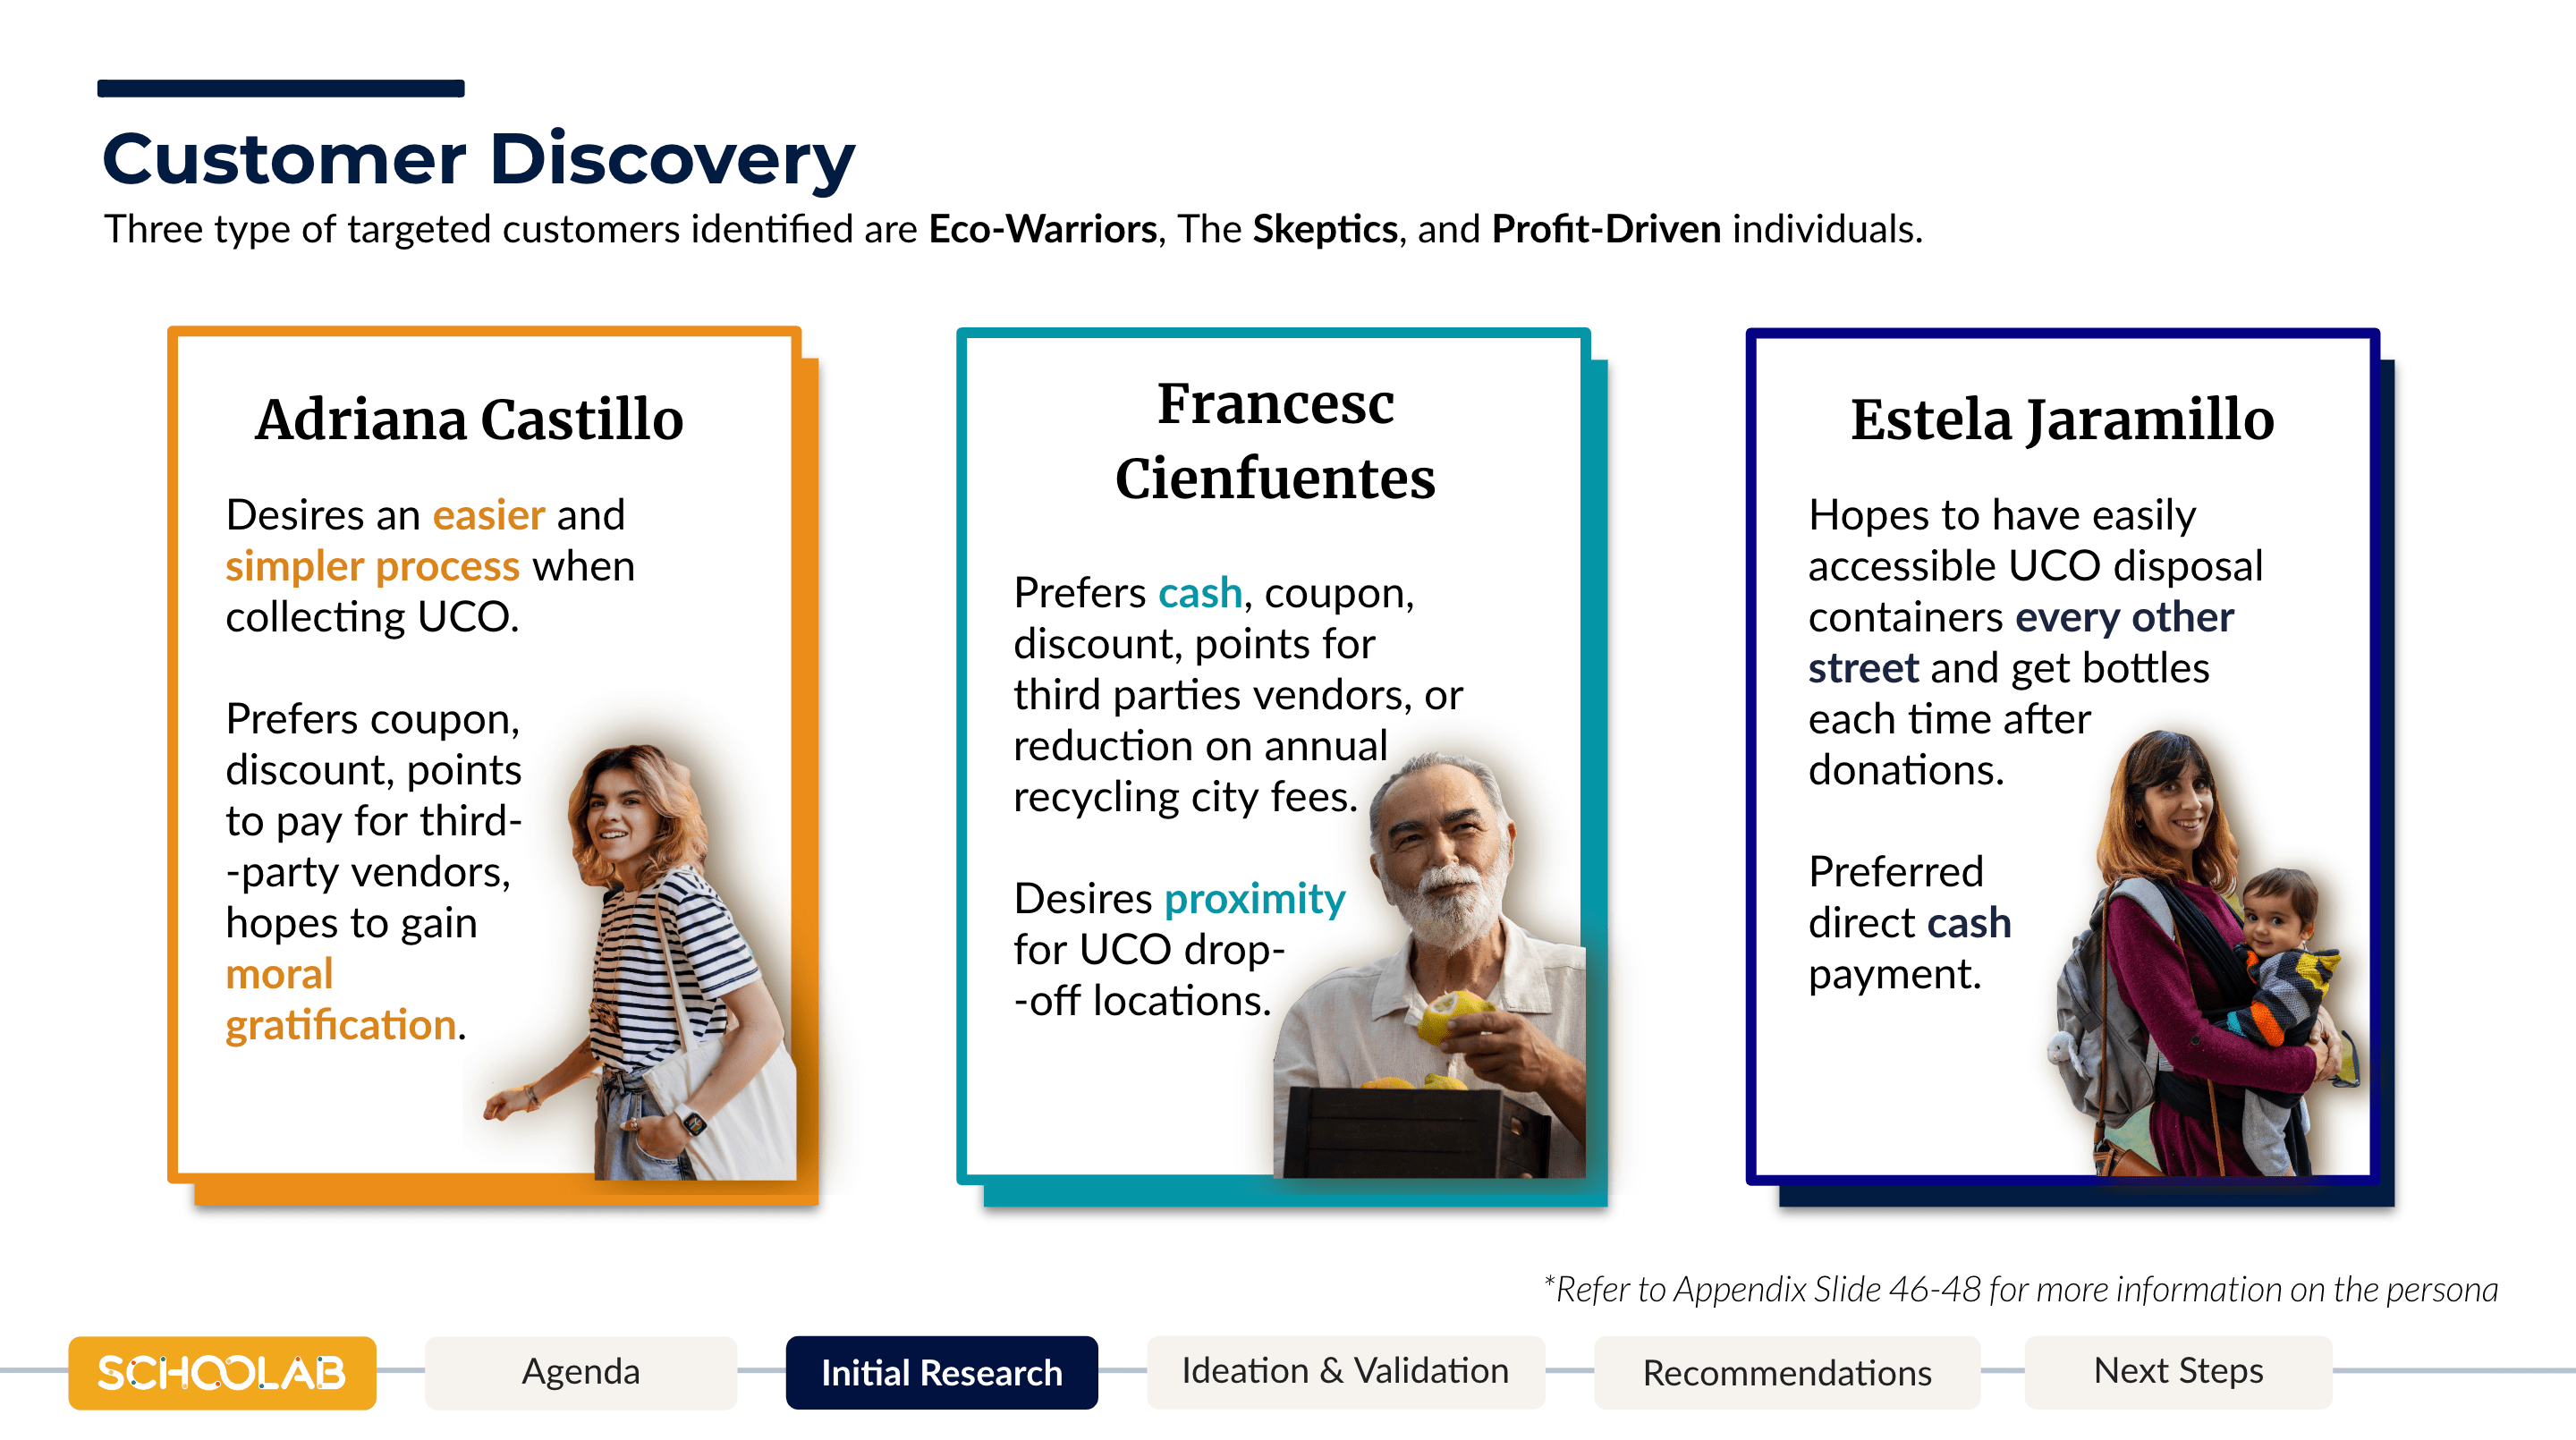 Customer Discovery
Three type of targeted customers identified are Eco-Warriors, The Skeptics, and Profit-Driven individuals.
Adriana Castillo
Desires an easier and
simpler process when
collecting UCO.
Prefers coupon,
discount, points
to pay for third-
-party vendors,
hopes to gain
moral
gratification.
Francesc
Cienfuentes
Prefers cash, coupon,
discount, points for
third parties vendors, or
reduction on annual
recycling city fees.
Desires proximity
for UCO drop-
-off locations.
Estela Jaramillo
Hopes to have easily
accessible UCO disposal
containers every other
street and get bottles
each time after
donations.
Preferred
direct cash
payment.
*Refer to Appendix Slide 46-48 for more information on the persona
SCHOOLAB
Agenda
Initial Research
Ideation & Validation
Recommendations
Next Steps